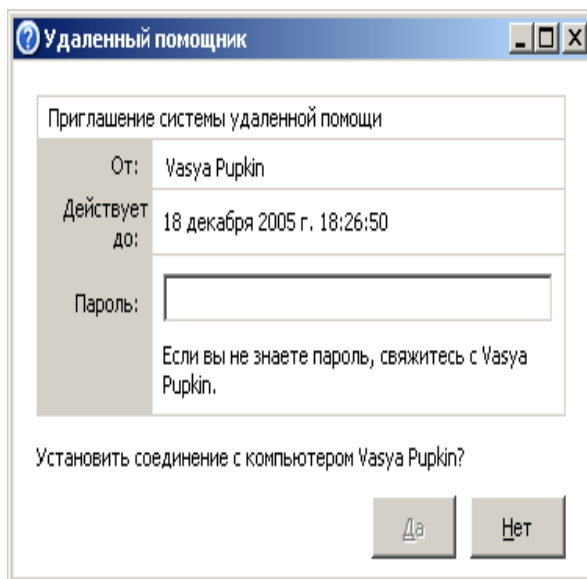 Удаленный помощник
Приглашение системы удаленной помощи
От: Vasya Pupkin
Действует
до: 18 декабря 2005 г. 18:26:50
Пароль:
Если вы не знаете пароль, свяжитесь с Vasya
Pupkin.
Установить соединение с компьютером Vasya Pupkin?
Да Нет